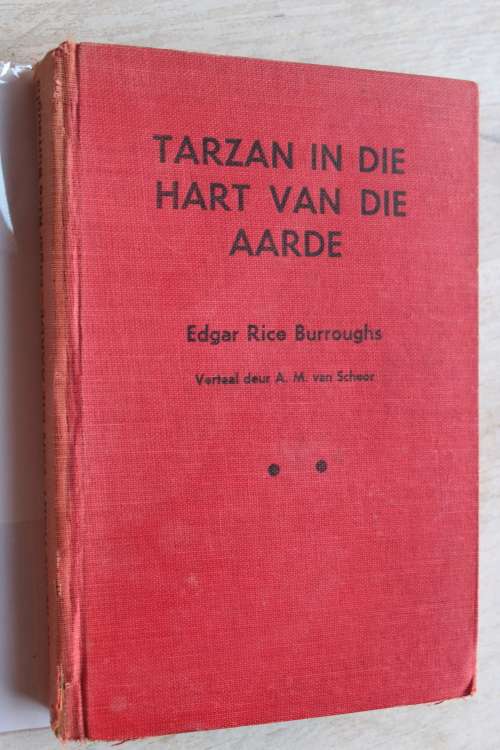 TARZAN IN DIE
HART VAN DIE
AARDE
Edgar Rice Burroughs
Vertaal deur A. M. van Schoor